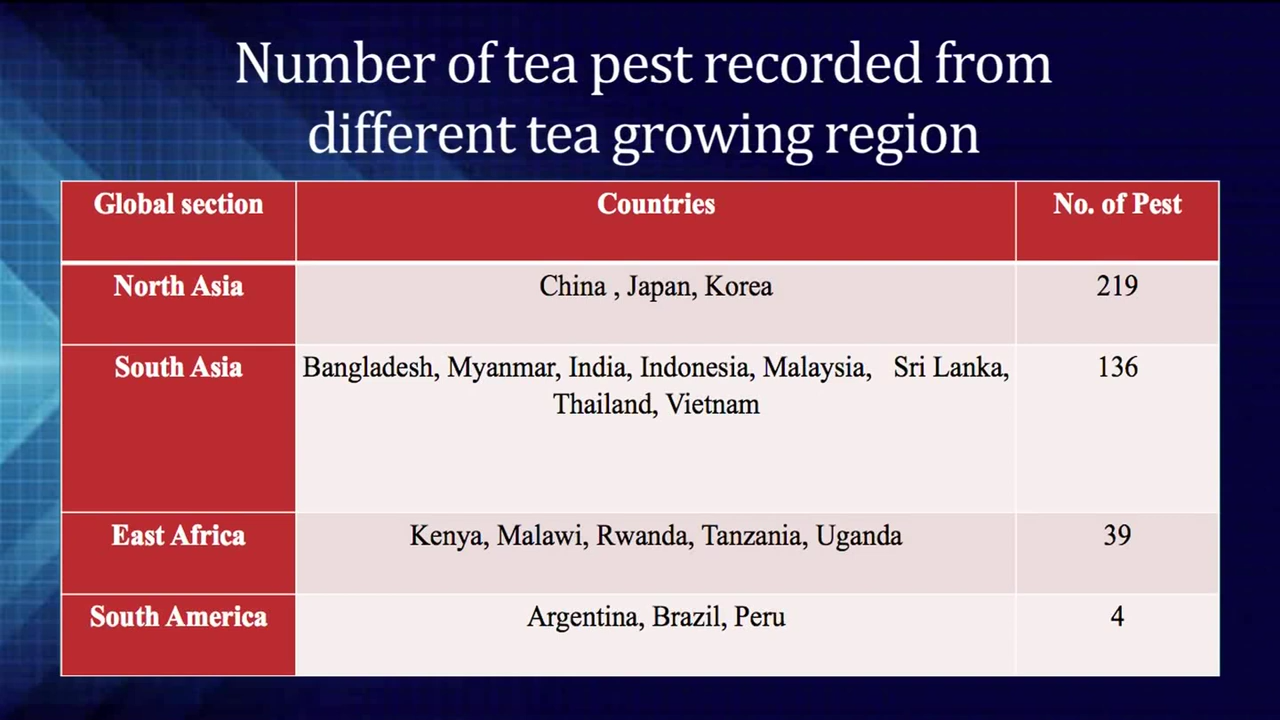 Number of tea pest recorded from
different tea growing region
Global section Countries No. of Pest
North Asia China , Japan, Korea 219
South Asia Bangladesh, Myanmar, India, Indonesia, Malaysia, Sri Lanka, 136
Thailand, Vietnam
East Africa Kenya, Malawi, Rwanda, Tanzania, Uganda 39
South America Argentina, Brazil, Peru 4